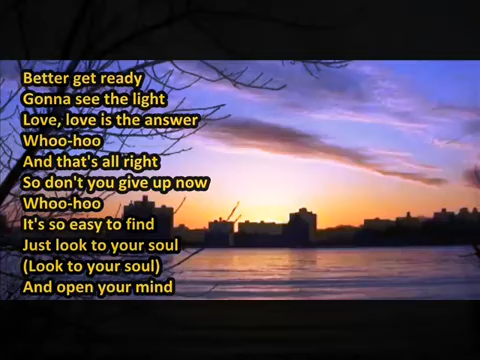 Better get ready
Gonna see the light
Love, love is the answer
Whoo-hoo
And that's all right
So don't you give up now
Whoo-hoo
It's so easy to find
Just look to your soul
(Look to your soul)
And open your mind